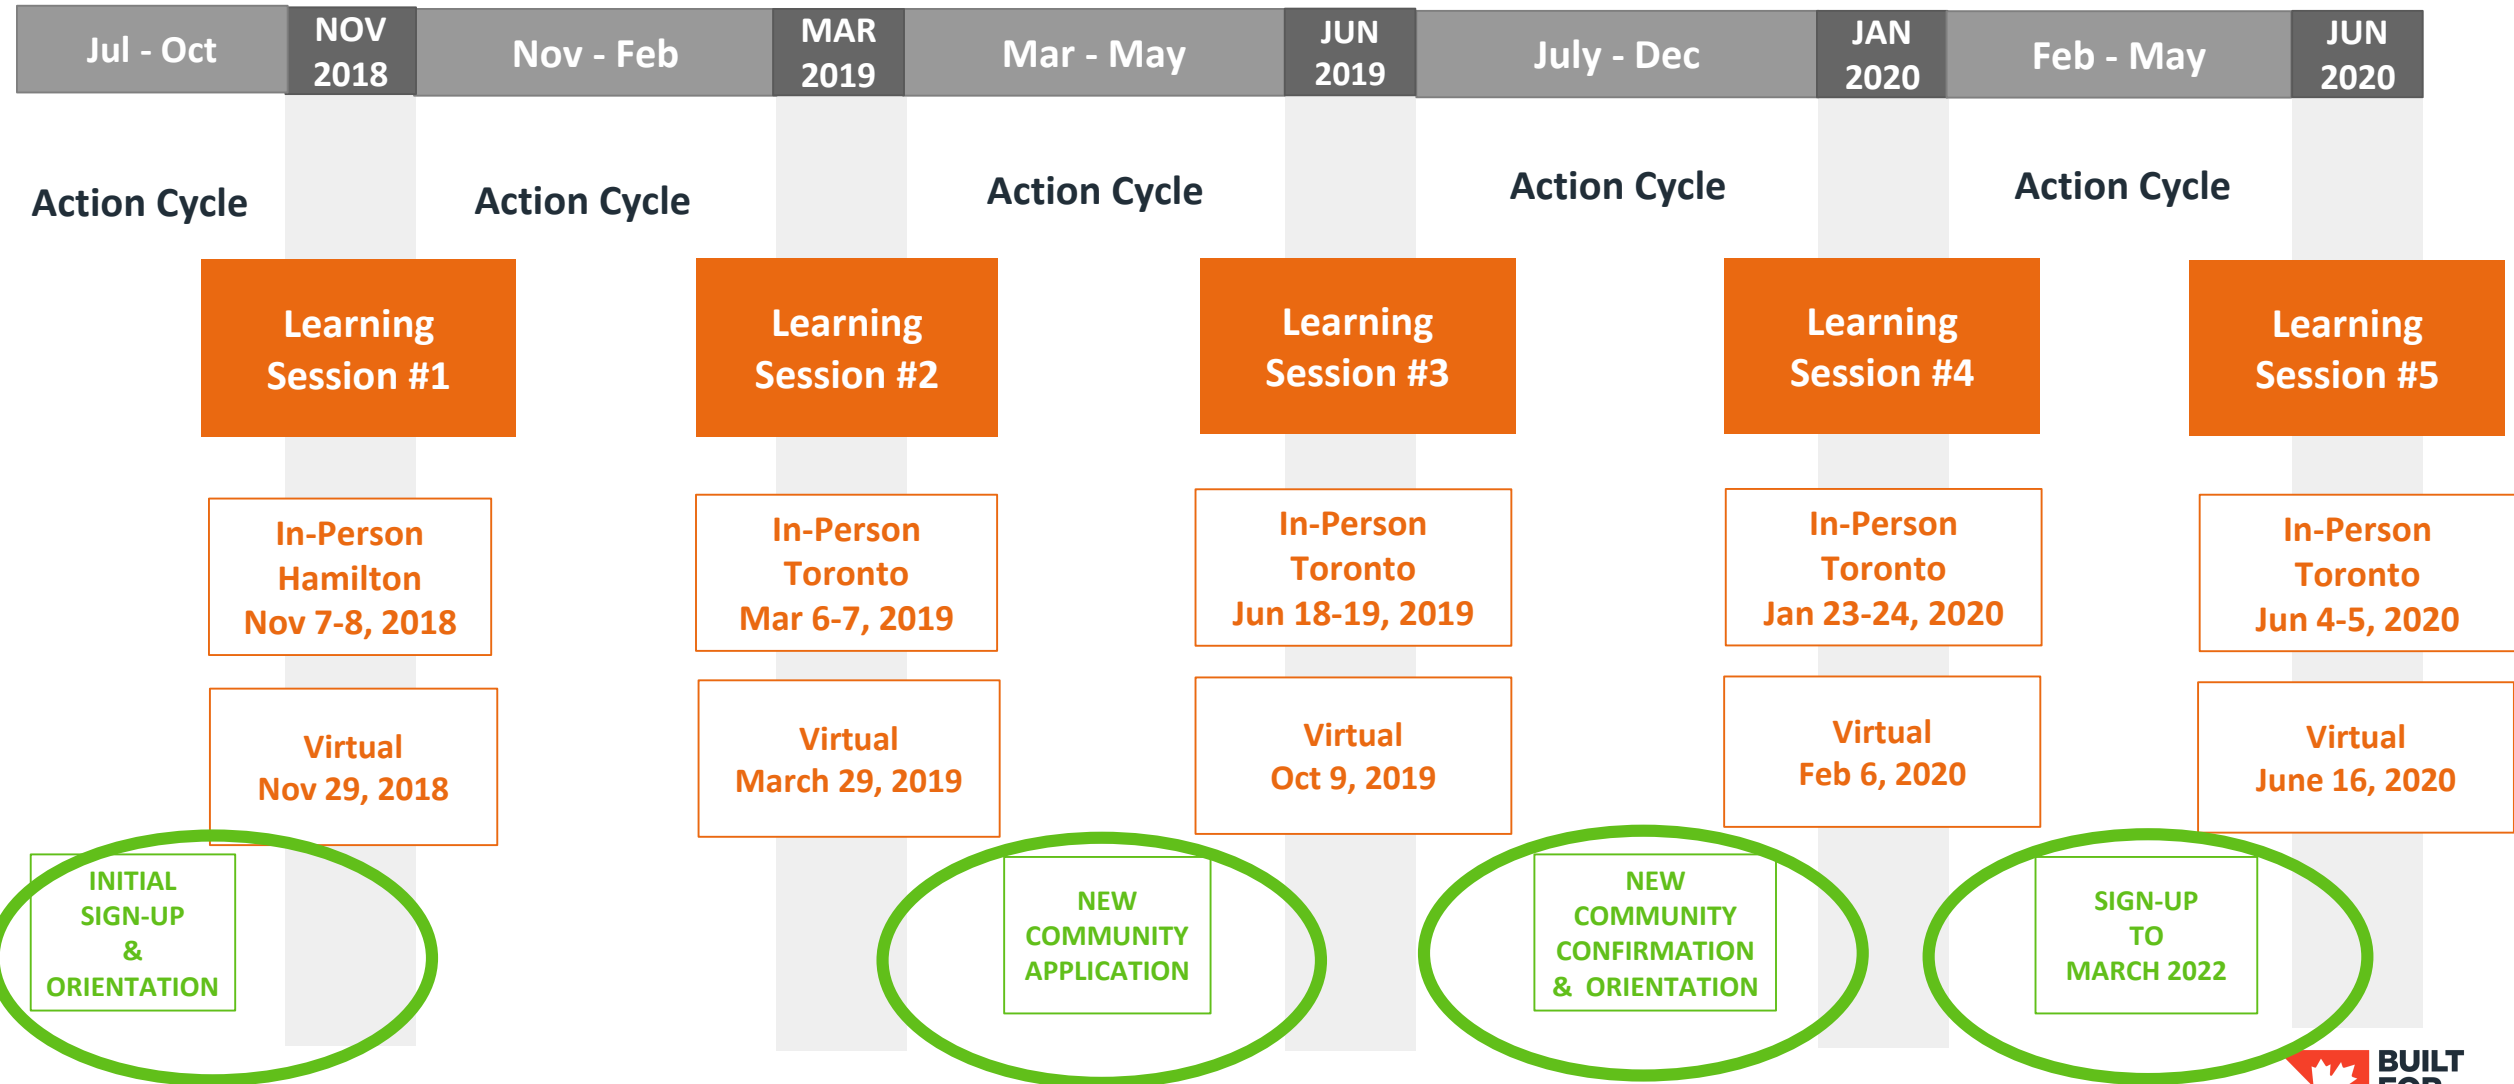 Jul - Oct
NOV
2018
Nov - Feb
MAR
2019
Mar - May
JUN
2019
July - Dec
JAN
2020
Feb - May
JUN
2020
Action Cycle
Action Cycle
Action Cycle
Action Cycle
Action Cycle
Learning
Session #1
Learning
Session #2
Learning
Session #3
Learning
Session #4
Learning
Session #5
In-Person
Hamilton
Nov 7-8, 2018
In-Person
Toronto
Mar 6-7, 2019
In-Person
Toronto
Jun 18-19, 2019
In-Person
Toronto
Jan 23-24, 2020
In-Person
Toronto
Jun 4-5, 2020
Virtual
Nov 29, 2018
Virtual
March 29, 2019
Virtual
Oct 9, 2019
Virtual
Feb 6, 2020
Virtual
June 16, 2020
INITIAL
SIGN-UP
&
ORIENTATION
NEW
COMMUNITY
APPLICATION
NEW
COMMUNITY
CONFIRMATION
& ORIENTATION
SIGN-UP
TO
MARCH 2022
BUILT
FOR